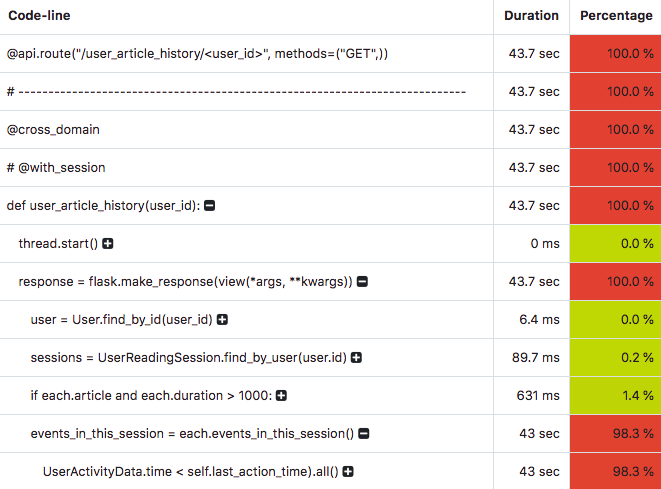 Code-line Duration Percentage
@api.route("/user_article_history/<user_id>", methods=("GET",)) 43.7 sec 100.0 %
# --------------------------------------------------------------------------- 43.7 sec 100.0 %
@cross_domain 43.7 sec 100.0 %
# @with_session 43.7 sec 100.0 %
def user_article_history(user_id): 43.7 sec 100.0 %
thread.start() 0 ms 0.0 %
response = flask.make_response(view(*args, **kwargs)) 43.7 sec 100.0 %
user = User.find_by_id(user_id) 6.4 ms 0.0 %
sessions = UserReadingSession.find_by_user(user.id) 89.7 ms 0.2 %
if each.article and each.duration > 1000: 631 ms 1.4 %
events_in_this_session = each.events_in_this_session() 43 sec 98.3 %
UserActivityData.time < self.last_action_time).all() 43 sec 98.3 %